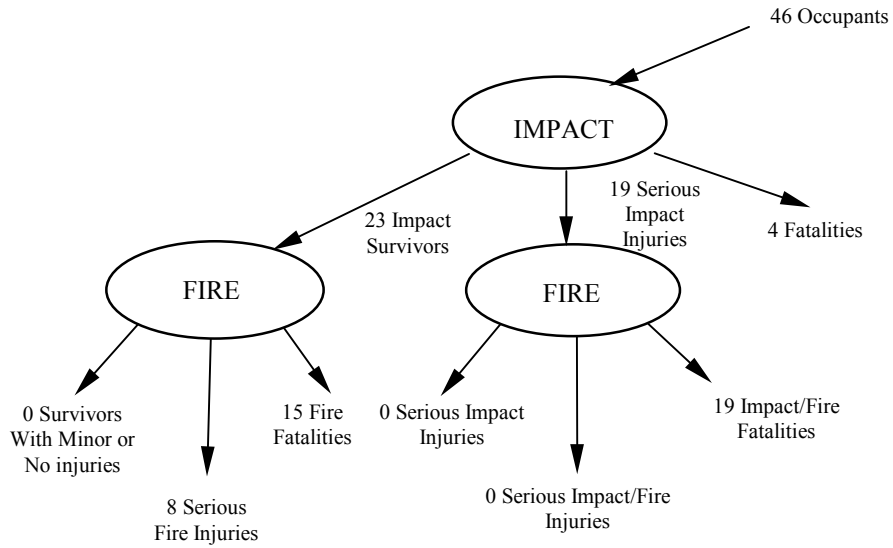 46 Occupants
IMPACT
23 Impact
Survivors
19 Serious
Impact
Injuries
4 Fatalities
FIRE
FIRE
0 Survivors
With Minor or
No injuries
8 Serious
Fire Injuries
15 Fire
Fatalities
0 Serious Impact
Injuries
0 Serious Impact/Fire
Injuries
19 Impact/Fire
Fatalities